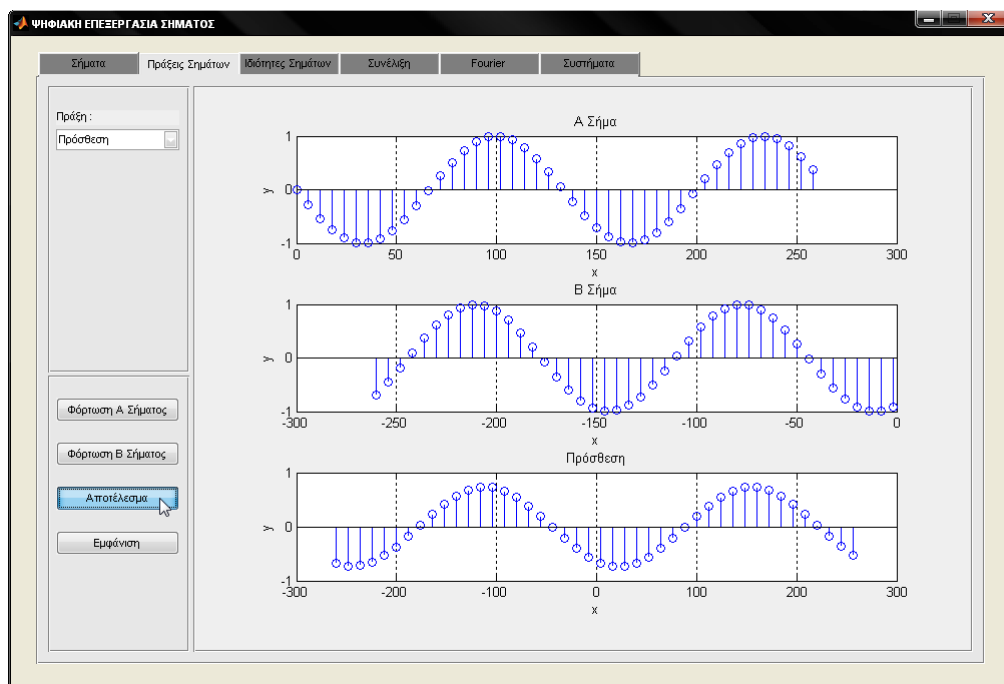 ΨΗΦΙΑΚΗ ΕΠΕΞΕΡΓΑΣΙΑ ΣΗΜΑΤΟΣ
Σήματα Πράξεις Σημάτων Ιδιότητες Σημάτων Συνέλιξη Fourier Συστήματα
Πράξη :
Πρόσθεση
Φόρτωση Α Σήματος
Φόρτωση Β Σήματος
Αποτέλεσμα
Εμφάνιση
Α Σήμα
1
0
-1
y
0 50 100 150 200 250 300
x
Β Σήμα
1
0
-1
y
-300 -250 -200 -150 -100 -50 0
x
Πρόσθεση
1
0
-1
y
-300 -200 -100 0 100 200 300
x